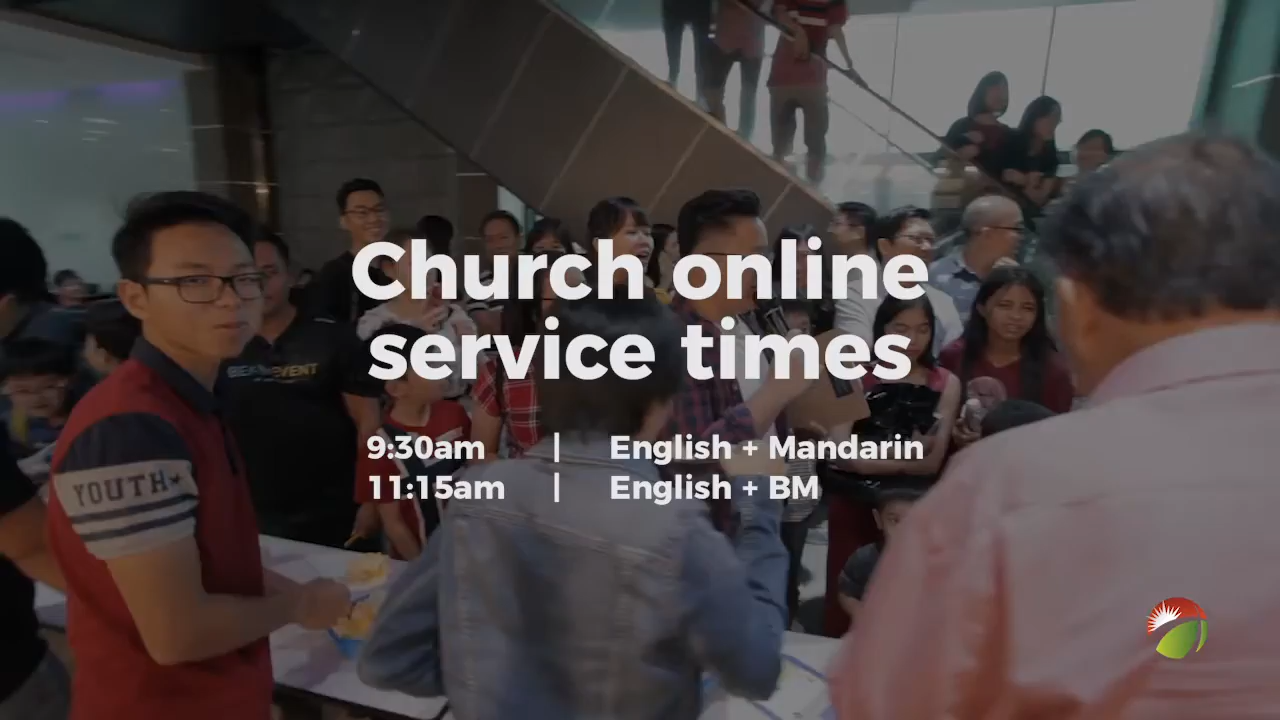 Church online
service times
9:30am | English + Mandarin
11:15am | English + BM
YOUTH